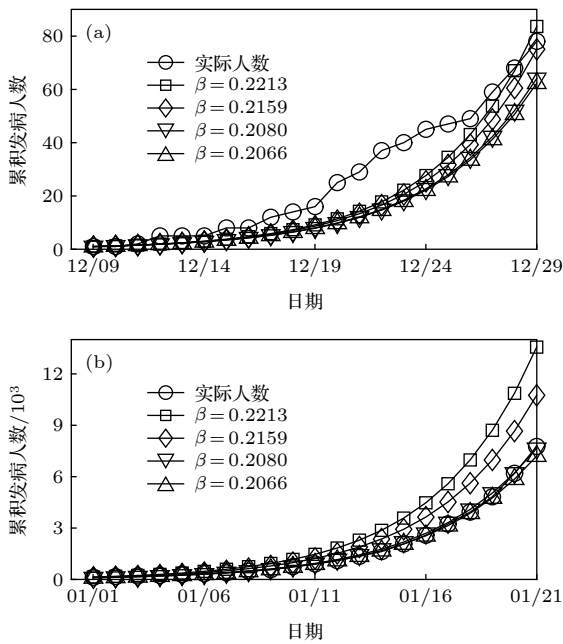 (a)
80
60
40
20
0
累积发病人数
实际人数
β=0.2213
β=0.2159
β=0.2080
β=0.2066
12/09 12/14 12/19 12/24 12/29
日期
(b)
12
9
6
3
0
累积发病人数/10³
实际人数
β=0.2213
β=0.2159
β=0.2080
β=0.2066
01/01 01/06 01/11 01/16 01/21
日期